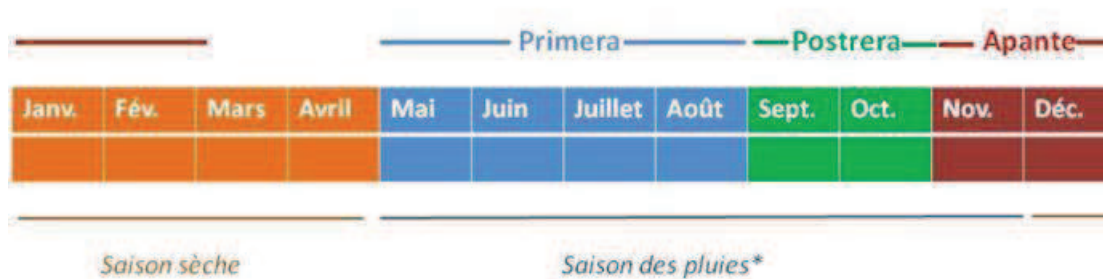 Primera Postrera Apante
Janv. Fév. Mars Avril Mai Juin Juillet Août Sept. Oct. Nov. Déc.
Saison sèche Saison des pluies*